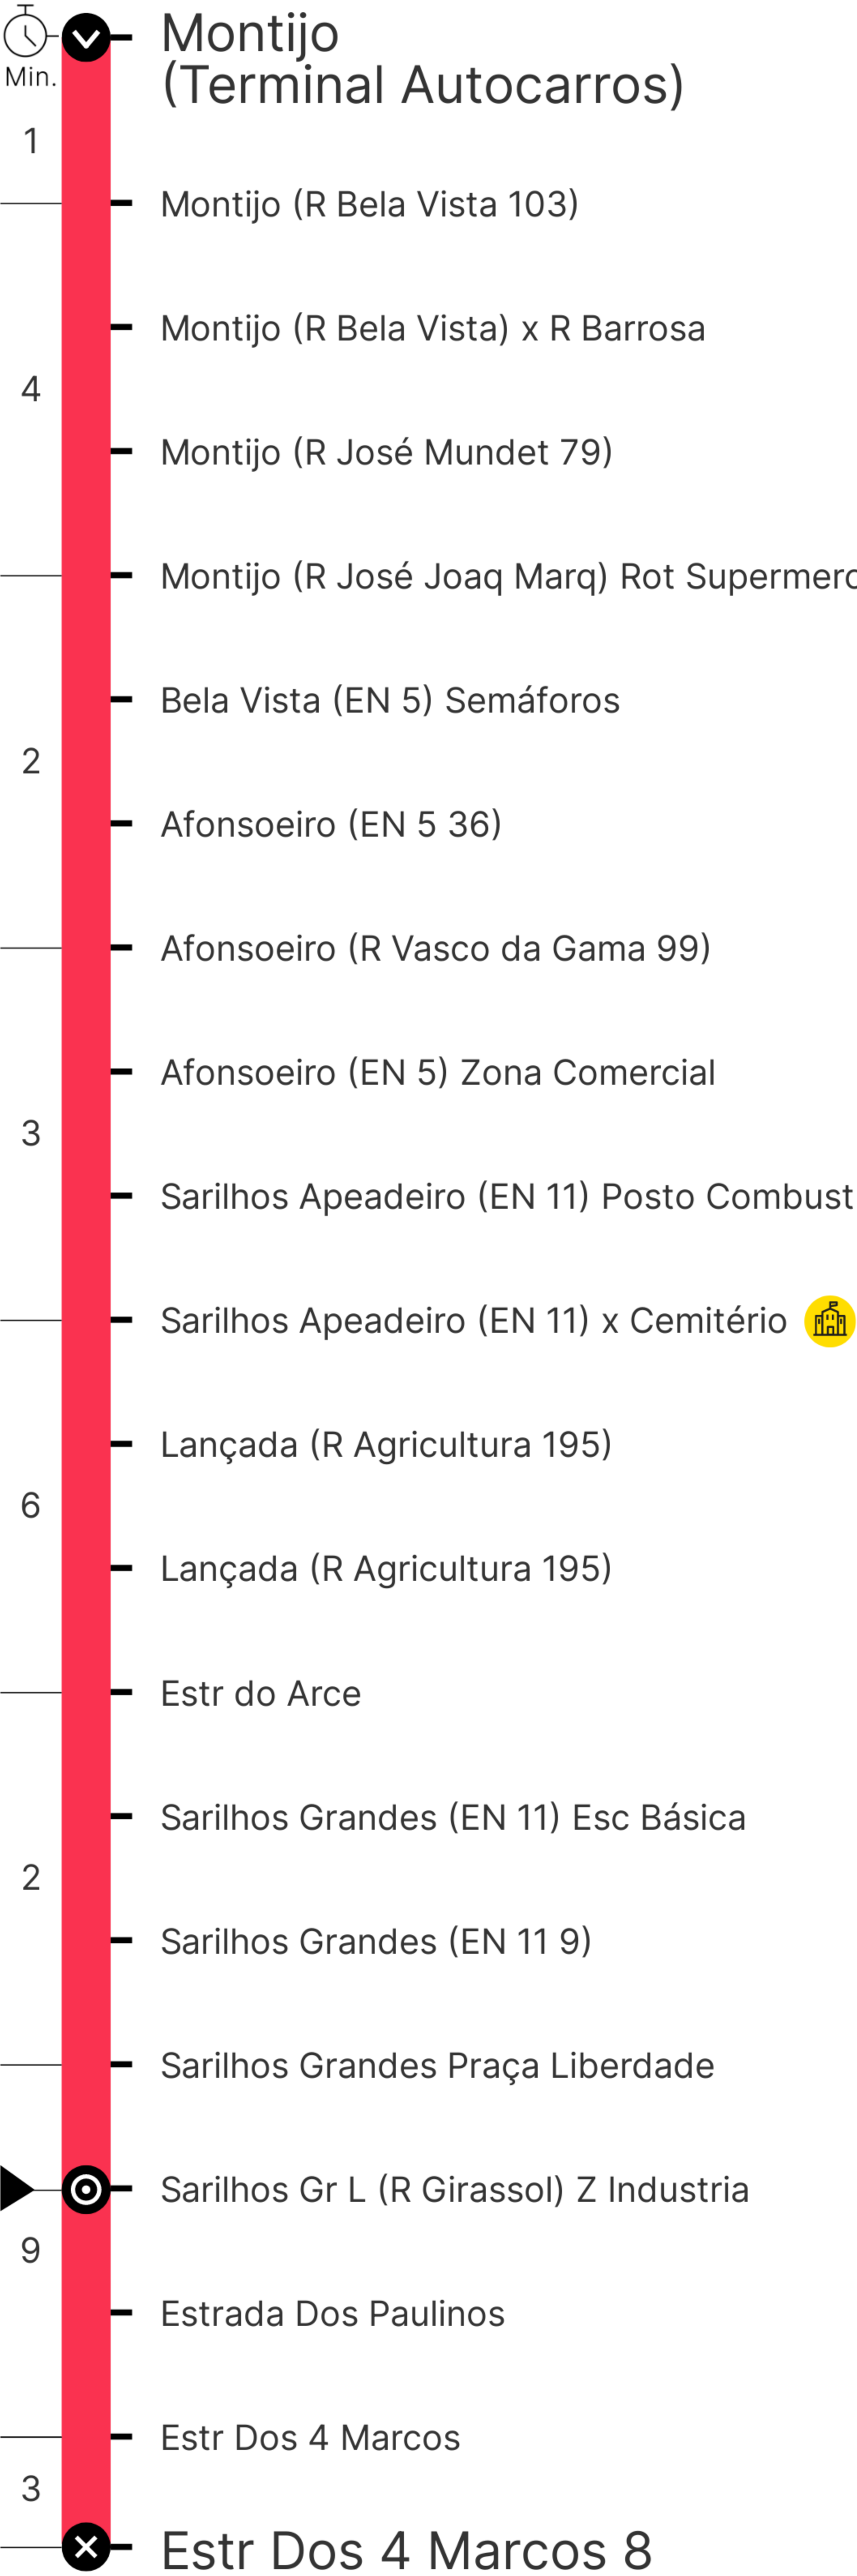 Montijo
(Terminal Autocarros)
Min.
1
Montijo (R Bela Vista 103)
Montijo (R Bela Vista) x R Barrosa
4
Montijo (R José Mundet 79)
Montijo (R José Joaq Marq) Rot Supermerc
Bela Vista (EN 5) Semáforos
2
Afonsoeiro (EN 5 36)
Afonsoeiro (R Vasco da Gama 99)
Afonsoeiro (EN 5) Zona Comercial
3
Sarilhos Apeadeiro (EN 11) Posto Combust
Sarilhos Apeadeiro (EN 11) x Cemitério
Lançada (R Agricultura 195)
6
Lançada (R Agricultura 195)
Estr do Arce
Sarilhos Grandes (EN 11) Esc Básica
2
Sarilhos Grandes (EN 11 9)
Sarilhos Grandes Praça Liberdade
Sarilhos Gr L (R Girassol) Z Industria
9
Estrada Dos Paulinos
Estr Dos 4 Marcos
3
Estr Dos 4 Marcos 8